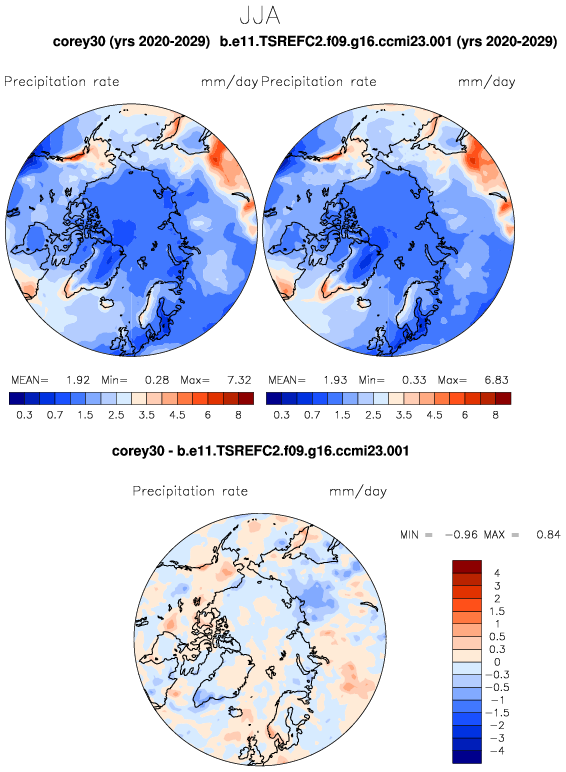 JJA
corey30 (yrs 2020-2029) b.e11.TSREFC2.f09.g16.ccmi23.001 (yrs 2020-2029)
Precipitation rate mm/day Precipitation rate mm/day
MEAN= 1.92 Min= 0.28 Max= 7.32 MEAN= 1.93 Min= 0.33 Max= 6.83
0.3 0.7 1.5 2.5 3.5 4.5 6 8 0.3 0.7 1.5 2.5 3.5 4.5 6 8
corey30 - b.e11.TSREFC2.f09.g16.ccmi23.001
Precipitation rate mm/day
MIN = -0.96 MAX = 0.84
4
3
2
1.5
1
0.5
0.3
0
-0.3
-0.5
-1
-1.5
-2
-3
-4